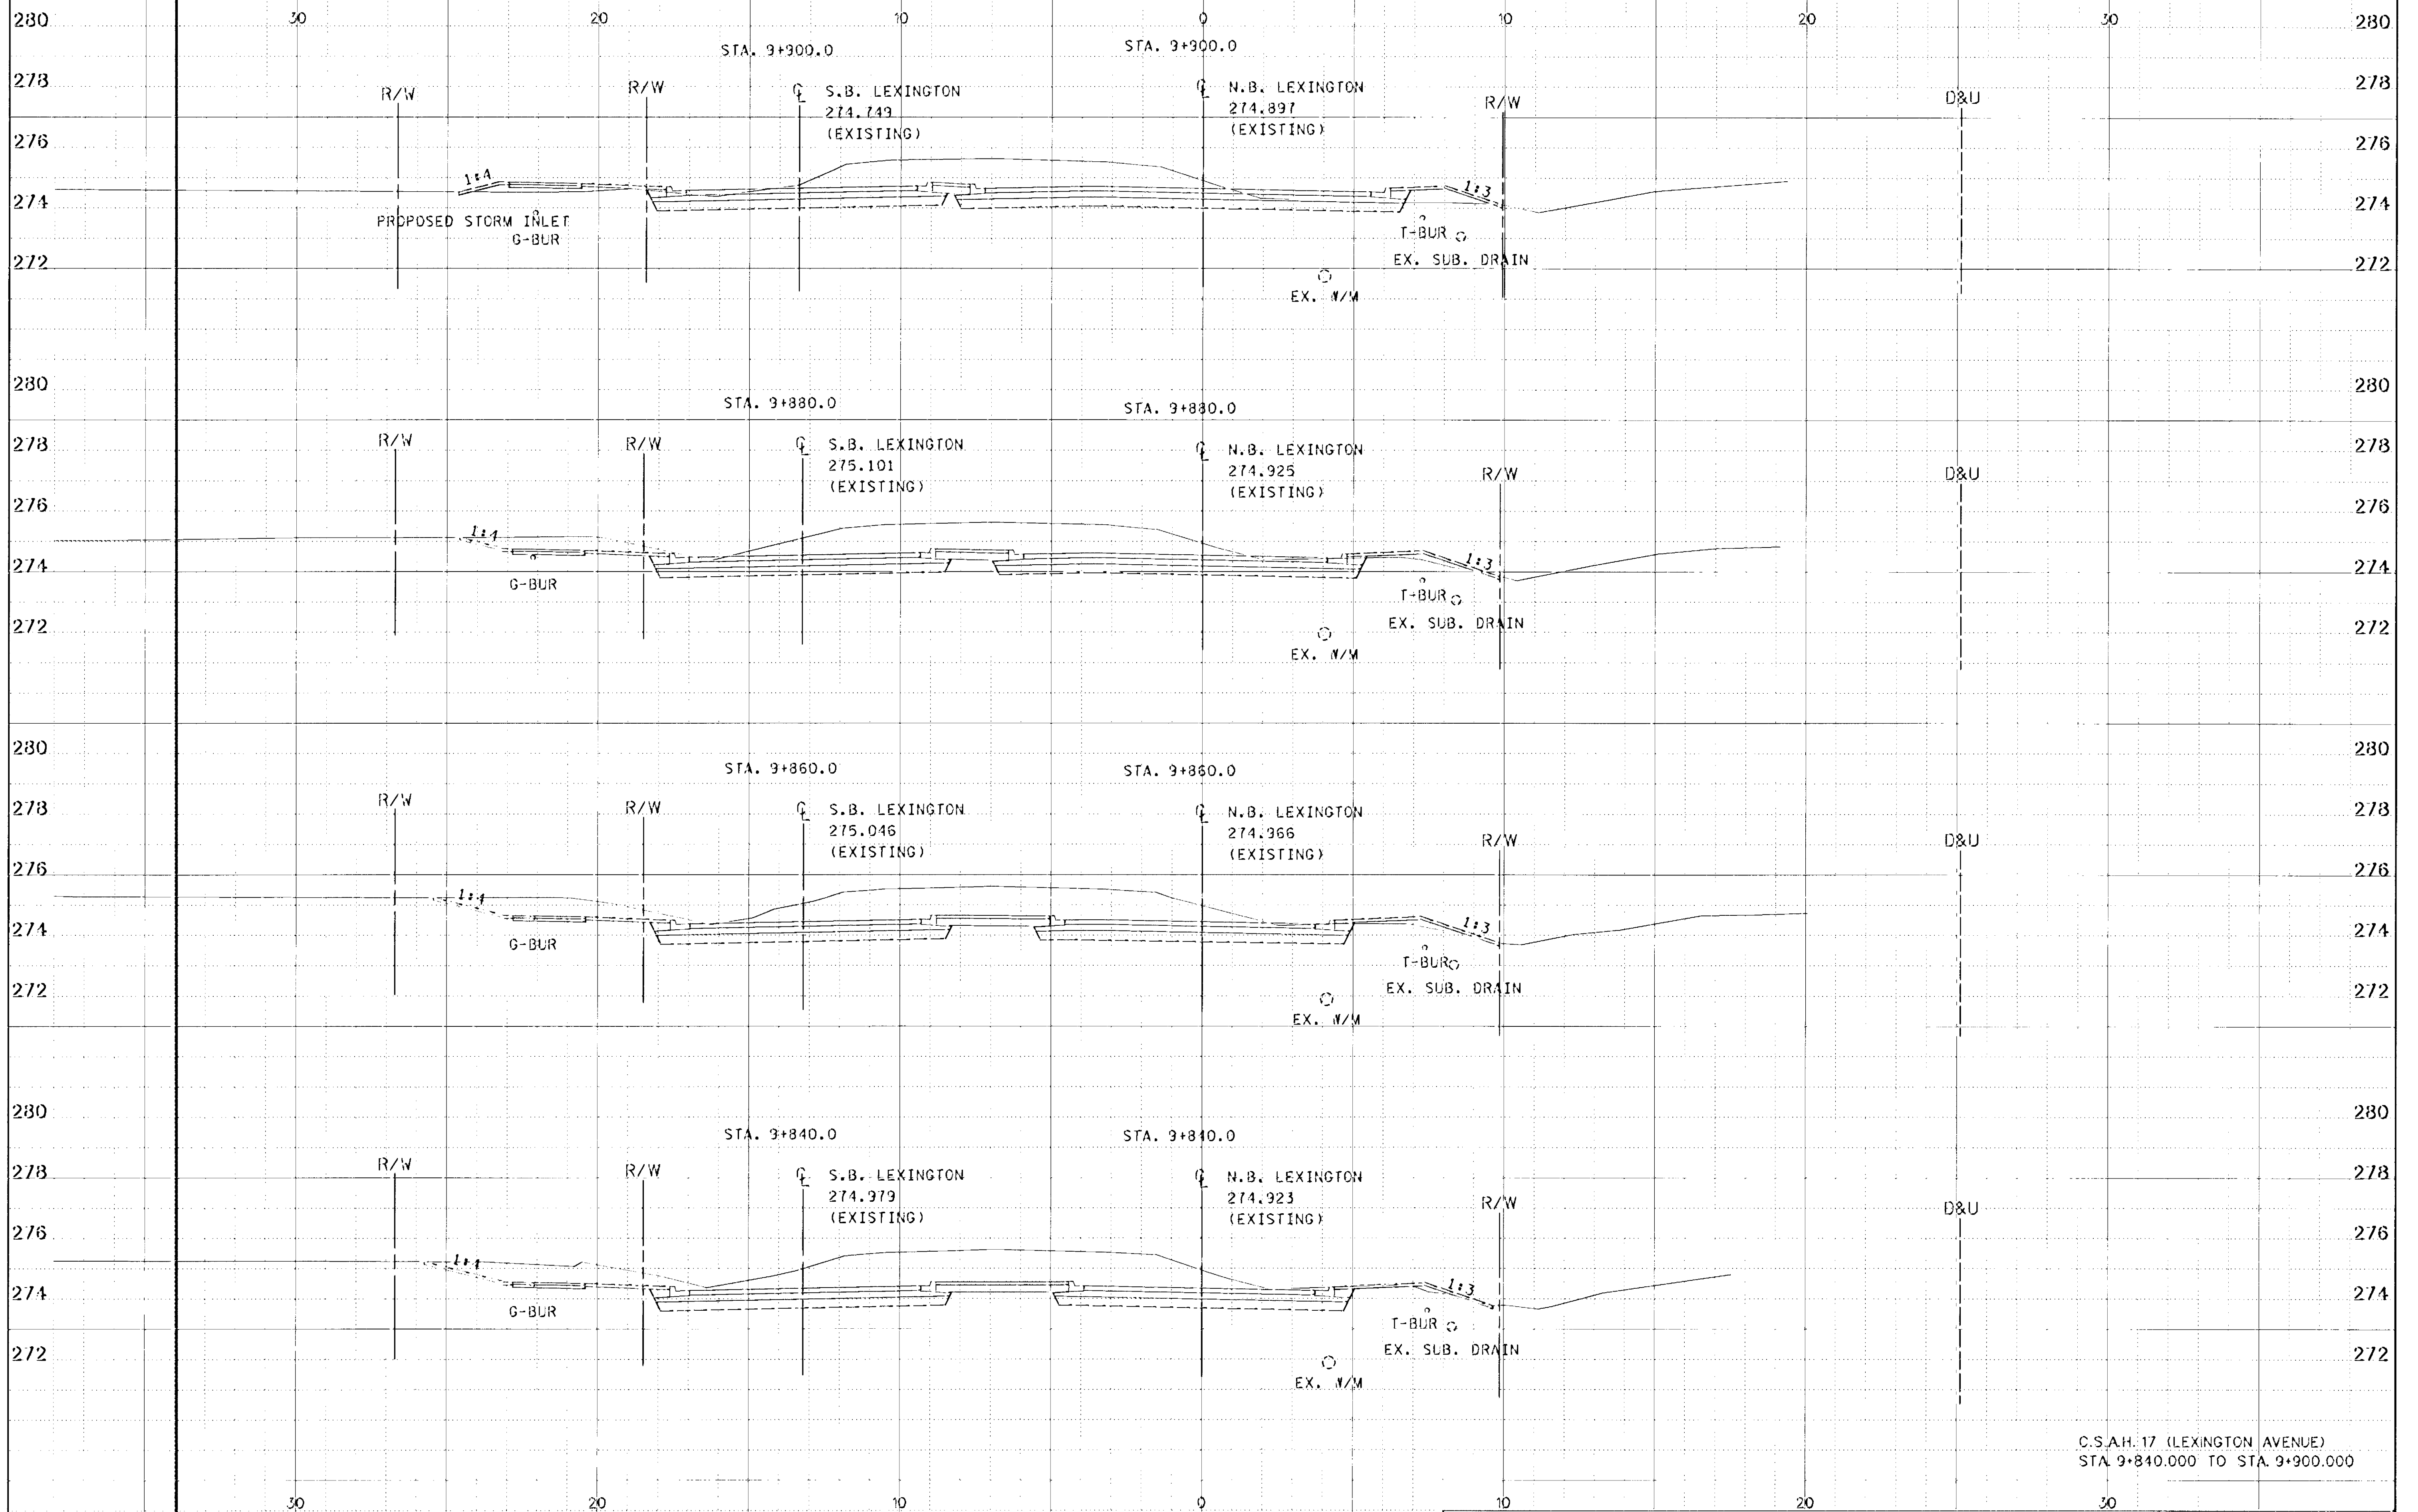 30 20 10 0 10 20 30
280 280
STA. 9+900.0 STA. 9+900.0
278 278
R/W R/W ℄ S.B. LEXINGTON ℄ N.B. LEXINGTON R/W D&U
274.749 274.897
(EXISTING) (EXISTING)
276 276
1:4 1:3
274 274
PROPOSED STORM INLET
G-BUR T-BUR
272 EX. SUB. DRAIN 272
EX. W/M
280 280
STA. 9+880.0 STA. 9+880.0
278 278
R/W R/W ℄ S.B. LEXINGTON ℄ N.B. LEXINGTON R/W D&U
275.101 274.925
(EXISTING) (EXISTING)
276 276
1:4 1:3
274 274
G-BUR T-BUR
272 EX. SUB. DRAIN 272
EX. W/M
280 280
STA. 9+860.0 STA. 9+860.0
278 278
R/W R/W ℄ S.B. LEXINGTON ℄ N.B. LEXINGTON R/W D&U
275.046 274.966
(EXISTING) (EXISTING)
276 276
1:4 1:3
274 274
G-BUR T-BUR
272 EX. SUB. DRAIN 272
EX. W/M
280 280
STA. 9+840.0 STA. 9+840.0
278 278
R/W R/W ℄ S.B. LEXINGTON ℄ N.B. LEXINGTON R/W D&U
274.979 274.923
(EXISTING) (EXISTING)
276 276
1:4 1:3
274 274
G-BUR T-BUR
272 EX. SUB. DRAIN 272
EX. W/M
C.S.A.H. 17 (LEXINGTON AVENUE)
STA. 9+840.000 TO STA. 9+900.000
30 20 10 0 10 20 30